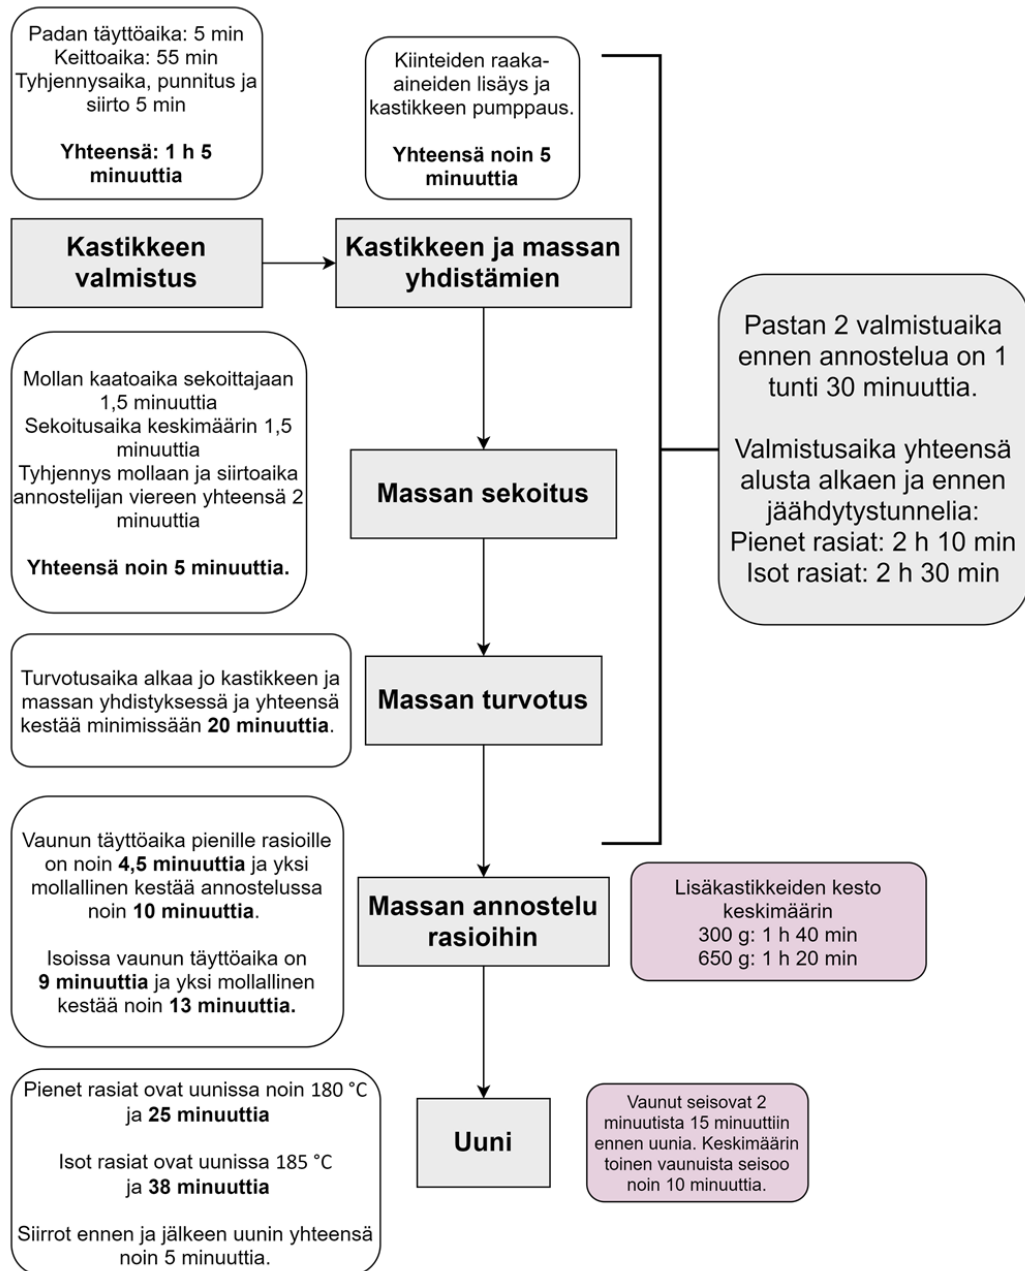 Padan täyttöaika: 5 min
Keittoaika: 55 min
Tyhjennysaika, punnitus ja
siirto 5 min
Yhteensä: 1 h 5
minuuttia
Kiinteiden raaka-
aineiden lisäys ja
kastikkeen pumppaus.
Yhteensä noin 5
minuuttia
Kastikkeen
valmistus
Kastikkeen ja massan
yhdistämien
Mollan kaatoaika sekoittajaan
1,5 minuuttia
Sekoitusaika keskimäärin 1,5
minuuttia
Tyhjennys mollaan ja siirtoaika
annostelijan viereen yhteensä 2
minuuttia
Yhteensä noin 5 minuuttia.
Massan sekoitus
Pastan 2 valmistuaika
ennen annostelua on 1
tunti 30 minuuttia.
Valmistusaika yhteensä
alusta alkaen ja ennen
jäähdytystunnelia:
Pienet rasiat: 2 h 10 min
Isot rasiat: 2 h 30 min
Turvotusaika alkaa jo kastikkeen ja
massan yhdistyksessä ja yhteensä
kestää minimissään 20 minuuttia.
Massan turvotus
Vaunun täyttöaika pienille rasioille
on noin 4,5 minuuttia ja yksi
mollallinen kestää annostelussa
noin 10 minuuttia.
Isoissa vaunun täyttöaika on
9 minuuttia ja yksi mollallinen
kestää noin 13 minuuttia.
Massan annostelu
rasioihin
Lisäkastikkeiden kesto
keskimäärin
300 g: 1 h 40 min
650 g: 1 h 20 min
Pienet rasiat ovat uunissa noin 180 °C
ja 25 minuuttia
Isot rasiat ovat uunissa 185 °C
ja 38 minuuttia
Siirrot ennen ja jälkeen uunin yhteensä
noin 5 minuuttia.
Uuni
Vaunut seisovat 2
minuutista 15 minuuttiin
ennen uunia. Keskimäärin
toinen vaunuista seisoo
noin 10 minuuttia.